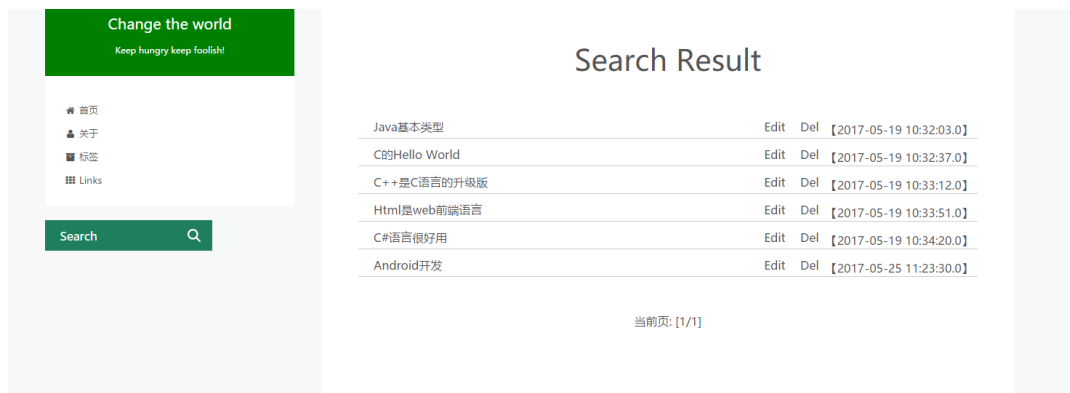 Change the world
Keep hungry keep foolish!
首页
关于
标签
Links
Search
Search Result
Java基本类型 Edit Del 【2017-05-19 10:32:03.0】
C的Hello World Edit Del 【2017-05-19 10:32:37.0】
C++是C语言的升级版 Edit Del 【2017-05-19 10:33:12.0】
Html是web前端语言 Edit Del 【2017-05-19 10:33:51.0】
C#语言很好用 Edit Del 【2017-05-19 10:34:20.0】
Android开发 Edit Del 【2017-05-25 11:23:30.0】
当前页: [1/1]